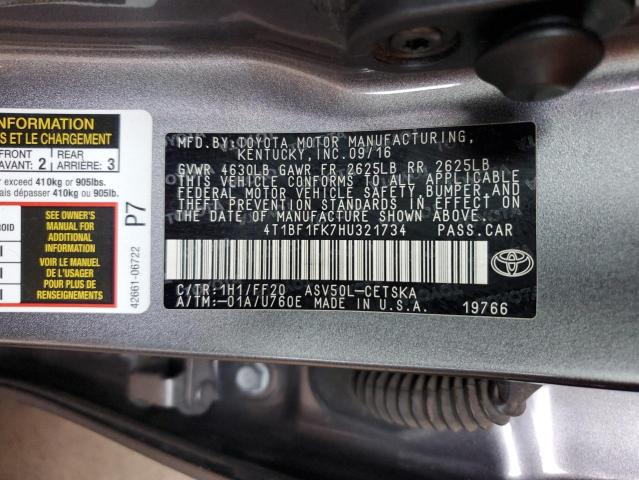 INFORMATION
S ET LE CHARGEMENT
FRONT
AVANT: 2
REAR
ARRIÈRE: 3
r exceed 410kg or 905lbs.
ais dépasser 410kg ou 905lb.
ROID
SEE OWNER'S
MANUAL FOR
ADDITIONAL
INFORMATION
VOIR LE MANUEL
DE L'USAGER
POUR PLUS DE
RENSEIGNEMENTS
P7
42661-06722
MFD.BY:TOYOTA MOTOR MANUFACTURING,
KENTUCKY,INC.09/16
GVWR 4630LB GAWR FR 2625LB RR 2625LB
THIS VEHICLE CONFORMS TO ALL APPLICABLE
FEDERAL MOTOR VEHICLE SAFETY,BUMPER,AND
THEFT PREVENTION STANDARDS IN EFFECT ON
THE DATE OF MANUFACTURE SHOWN ABOVE.
4T1BF1FK7HU321734 PASS.CAR
C/TR:1H1/FF20 ASV50L-CETSKA
A/TM:-01A/U760E MADE IN U.S.A. 19766
TOYOTA